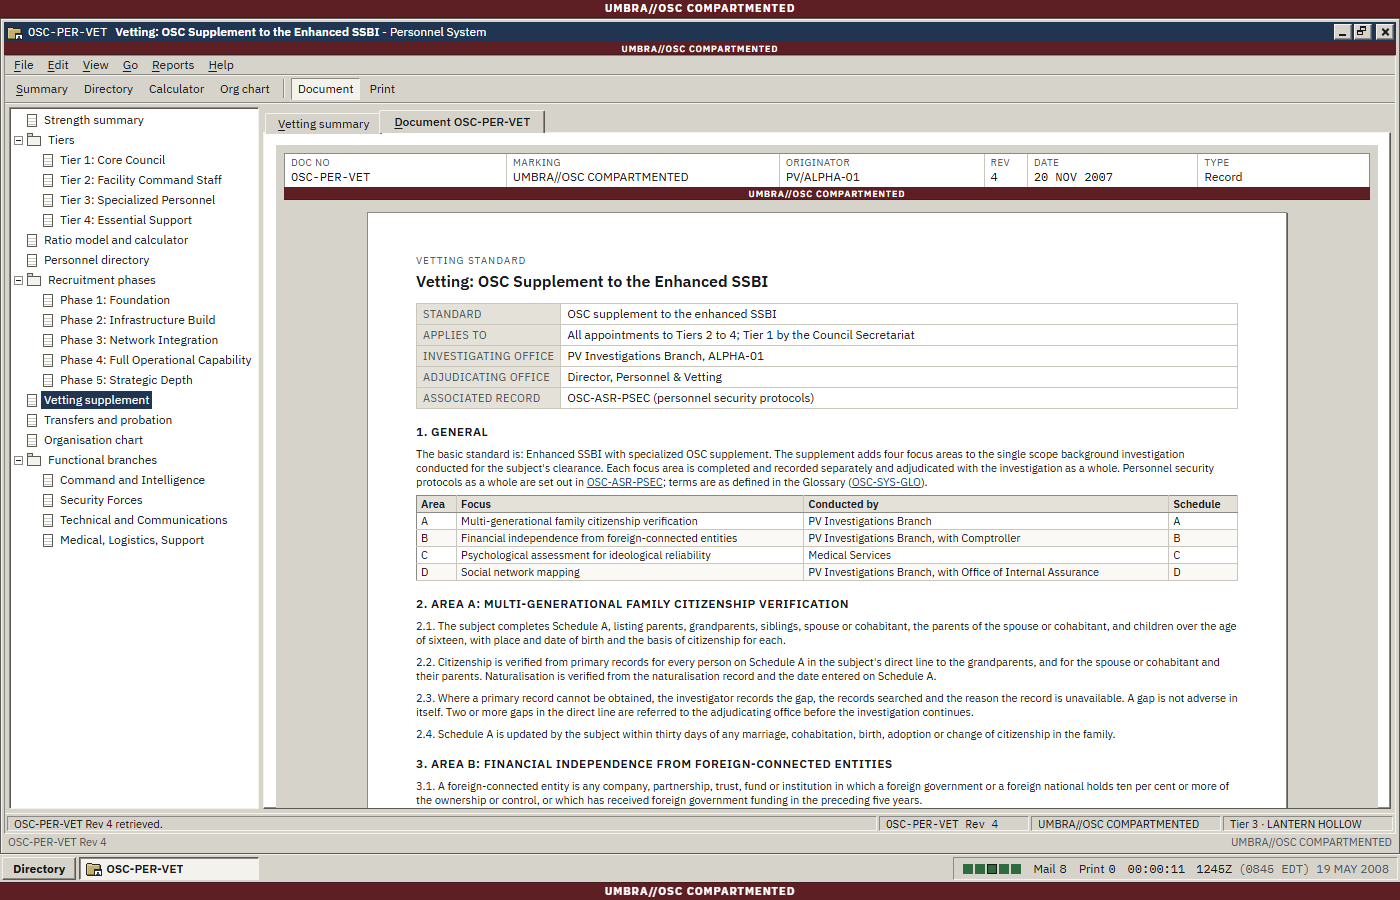 UMBRA//OSC COMPARTMENTED
OSC-PER-VET Vetting: OSC Supplement to the Enhanced SSBI - Personnel System
UMBRA//OSC COMPARTMENTED
File Edit View Go Reports Help
Summary Directory Calculator Org chart Document Print
Strength summary
Tiers
Tier 1: Core Council
Tier 2: Facility Command Staff
Tier 3: Specialized Personnel
Tier 4: Essential Support
Ratio model and calculator
Personnel directory
Recruitment phases
Phase 1: Foundation
Phase 2: Infrastructure Build
Phase 3: Network Integration
Phase 4: Full Operational Capability
Phase 5: Strategic Depth
Vetting supplement
Transfers and probation
Organisation chart
Functional branches
Command and Intelligence
Security Forces
Technical and Communications
Medical, Logistics, Support
Vetting summary Document OSC-PER-VET
DOC NO MARKING ORIGINATOR REV DATE TYPE
OSC-PER-VET UMBRA//OSC COMPARTMENTED PV/ALPHA-01 4 20 NOV 2007 Record
UMBRA//OSC COMPARTMENTED
VETTING STANDARD
Vetting: OSC Supplement to the Enhanced SSBI
STANDARD OSC supplement to the enhanced SSBI
APPLIES TO All appointments to Tiers 2 to 4; Tier 1 by the Council Secretariat
INVESTIGATING OFFICE PV Investigations Branch, ALPHA-01
ADJUDICATING OFFICE Director, Personnel & Vetting
ASSOCIATED RECORD OSC-ASR-PSEC (personnel security protocols)
1. GENERAL
The basic standard is: Enhanced SSBI with specialized OSC supplement. The supplement adds four focus areas to the single scope background investigation
conducted for the subject's clearance. Each focus area is completed and recorded separately and adjudicated with the investigation as a whole. Personnel security
protocols as a whole are set out in OSC-ASR-PSEC; terms are as defined in the Glossary (OSC-SYS-GLO).
Area Focus Conducted by Schedule
A Multi-generational family citizenship verification PV Investigations Branch A
B Financial independence from foreign-connected entities PV Investigations Branch, with Comptroller B
C Psychological assessment for ideological reliability Medical Services C
D Social network mapping PV Investigations Branch, with Office of Internal Assurance D
2. AREA A: MULTI-GENERATIONAL FAMILY CITIZENSHIP VERIFICATION
2.1. The subject completes Schedule A, listing parents, grandparents, siblings, spouse or cohabitant, the parents of the spouse or cohabitant, and children over the age
of sixteen, with place and date of birth and the basis of citizenship for each.
2.2. Citizenship is verified from primary records for every person on Schedule A in the subject's direct line to the grandparents, and for the spouse or cohabitant and
their parents. Naturalisation is verified from the naturalisation record and the date entered on Schedule A.
2.3. Where a primary record cannot be obtained, the investigator records the gap, the records searched and the reason the record is unavailable. A gap is not adverse in
itself. Two or more gaps in the direct line are referred to the adjudicating office before the investigation continues.
2.4. Schedule A is updated by the subject within thirty days of any marriage, cohabitation, birth, adoption or change of citizenship in the family.
3. AREA B: FINANCIAL INDEPENDENCE FROM FOREIGN-CONNECTED ENTITIES
3.1. A foreign-connected entity is any company, partnership, trust, fund or institution in which a foreign government or a foreign national holds ten per cent or more of
the ownership or control, or which has received foreign government funding in the preceding five years.
OSC-PER-VET Rev 4 retrieved. OSC-PER-VET Rev 4 UMBRA//OSC COMPARTMENTED Tier 3 · LANTERN HOLLOW
OSC-PER-VET Rev 4 UMBRA//OSC COMPARTMENTED
Directory OSC-PER-VET Mail 8 Print 0 00:00:11 1245Z (0845 EDT) 19 MAY 2008
UMBRA//OSC COMPARTMENTED